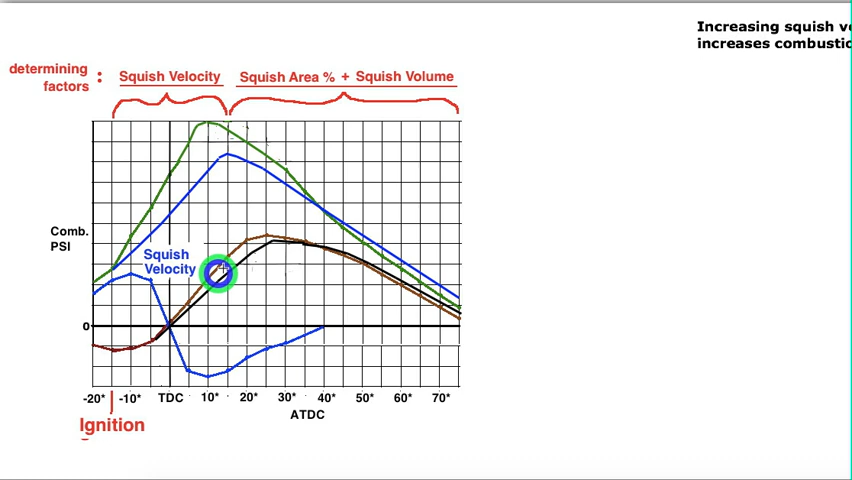 Increasing squish
increases
determining factors :
Squish Velocity
Squish Area % + Squish Volume
Comb.
PSI
Squish
Velocity
0
-20* -10* TDC 10* 20* 30* 40* 50* 60* 70*
ATDC
Ignition